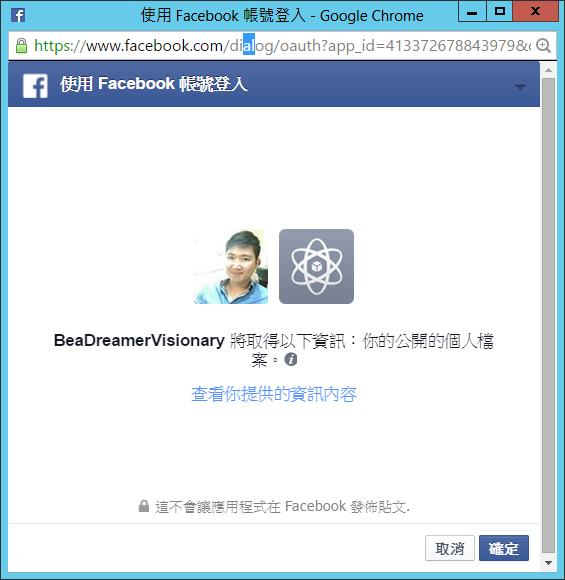 使用 Facebook 帳號登入 - Google Chrome
https://www.facebook.com/dialog/oauth?app_id=413372678843979&c
使用 Facebook 帳號登入
BeaDreamerVisionary 將取得以下資訊：你的公開的個人檔
案。
查看你提供的資訊內容
這不會讓應用程式在 Facebook 發佈貼文.
取消 確定